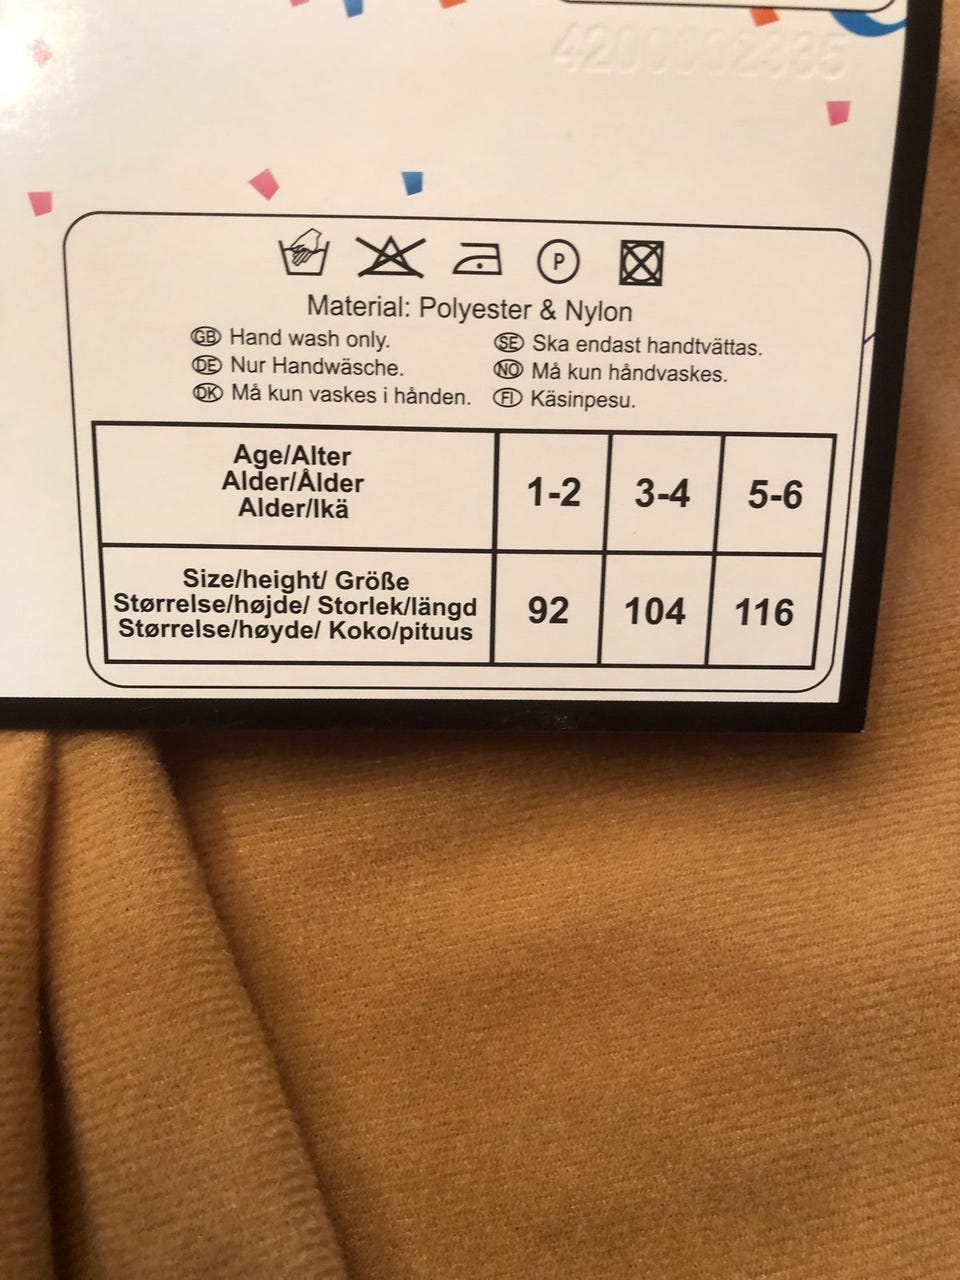 4200002335
P
Material: Polyester & Nylon
GB Hand wash only.
DE Nur Handwäsche.
DK Må kun vaskes i hånden.
SE Ska endast handtvättas.
NO Må kun håndvaskes.
FI Käsinpesu.
Age/Alter
Alder/Ålder
Alder/Ikä
1-2 3-4 5-6
Size/height/ Größe
Størrelse/højde/ Storlek/längd
Størrelse/høyde/ Koko/pituus
92 104 116